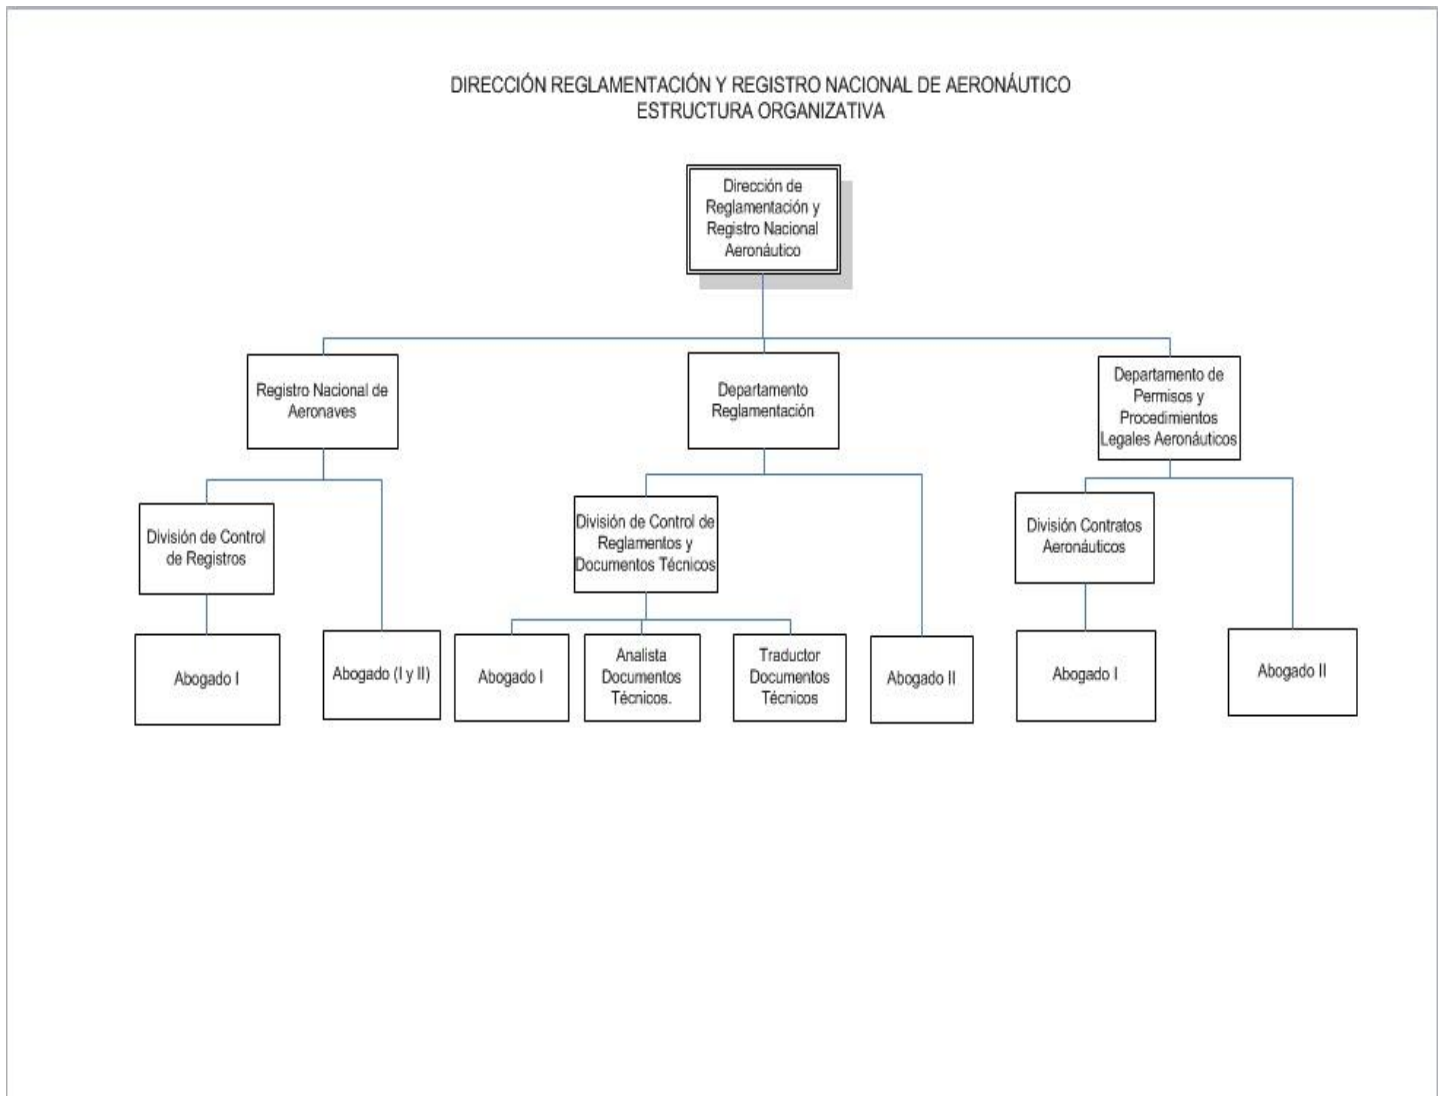 DIRECCIÓN REGLAMENTACIÓN Y REGISTRO NACIONAL DE AERONÁUTICO
ESTRUCTURA ORGANIZATIVA
Dirección de
Reglamentación y
Registro Nacional
Aeronáutico
Registro Nacional de
Aeronaves
Departamento
Reglamentación
Departamento de
Permisos y
Procedimientos
Legales Aeronáuticos
División de Control
de Registros
División de Control de
Reglamentos y
Documentos Técnicos
División Contratos
Aeronáuticos
Abogado I
Abogado (I y II)
Abogado I
Analista
Documentos
Técnicos.
Traductor
Documentos
Técnicos
Abogado II
Abogado I
Abogado II